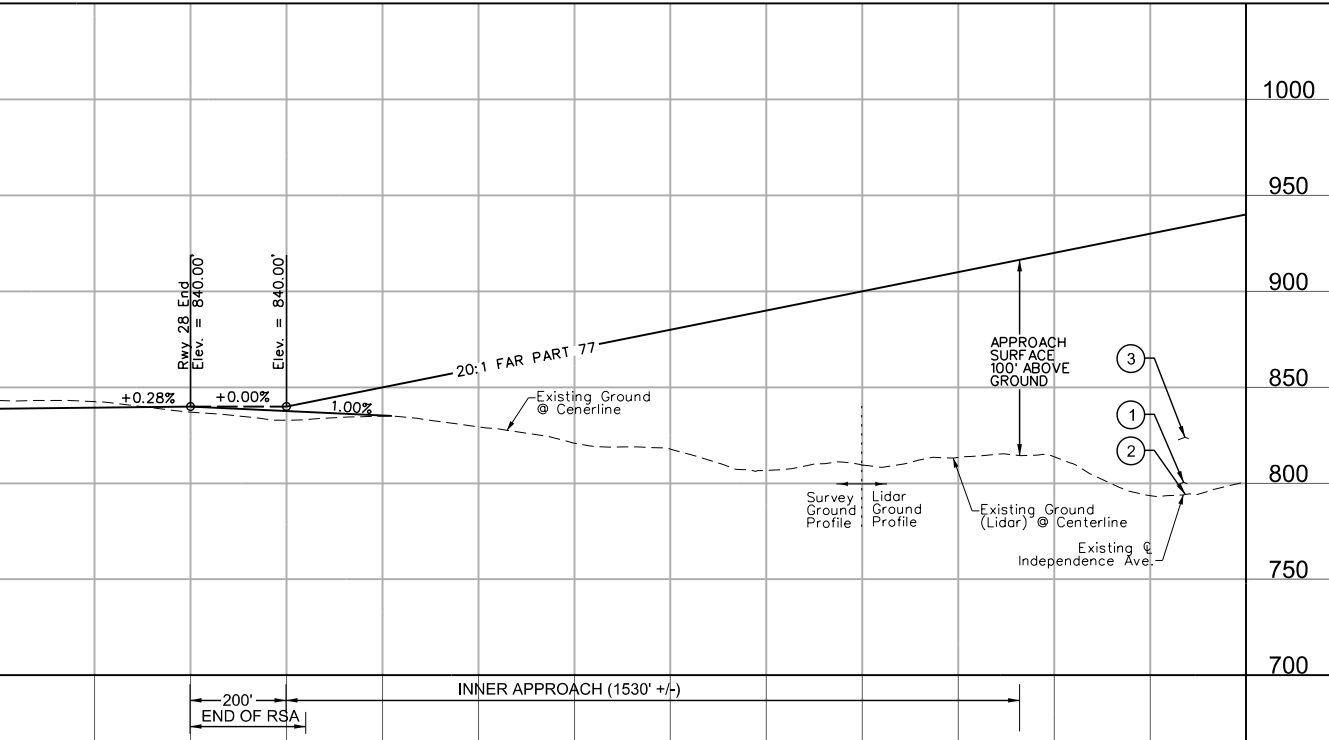 1000
950
900
850
800
750
700
Rwy 28 End
Elev. = 840.00'
Elev. = 840.00'
+0.28%
+0.00%
1.00%
20:1 FAR PART 77
Existing Ground
@ Cenerline
APPROACH
SURFACE
100' ABOVE
GROUND
3
1
2
Survey
Ground
Profile
Lidar
Ground
Profile
Existing Ground
(Lidar) @ Centerline
Existing ℄
Independence Ave.
200'
END OF RSA
INNER APPROACH (1530' +/-)